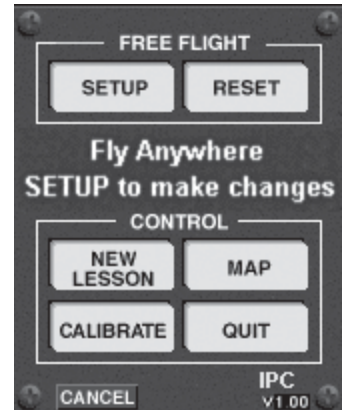 FREE FLIGHT
SETUP RESET
Fly Anywhere
SETUP to make changes
CONTROL
NEW LESSON MAP
CALIBRATE QUIT
CANCEL IPC
V1.00